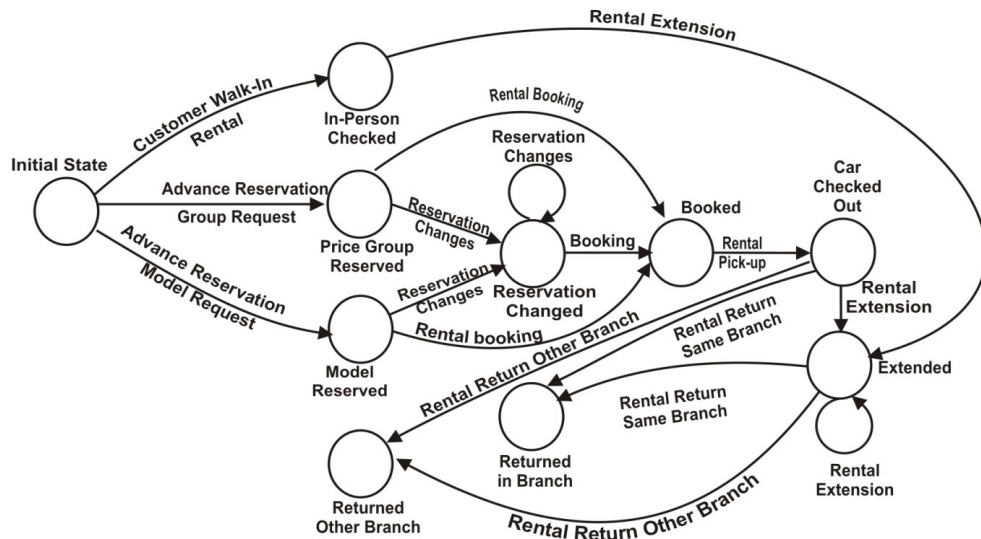 Rental Extension
Customer Walk-In
Rental
In-Person
Checked
Rental Booking
Initial State
Reservation
Changes
Car
Checked
Out
Advance Reservation
Group Request
Price Group
Reserved
Reservation
Changes
Booked
Booking
Rental
Pick-up
Advance Reservation
Model Request
Reservation
Changes
Reservation
Changed
Rental booking
Model
Reserved
Rental
Extension
Rental Return Other Branch
Rental Return
Same Branch
Extended
Rental Return
Same Branch
Returned
in Branch
Rental
Extension
Returned
Other Branch
Rental Return Other Branch